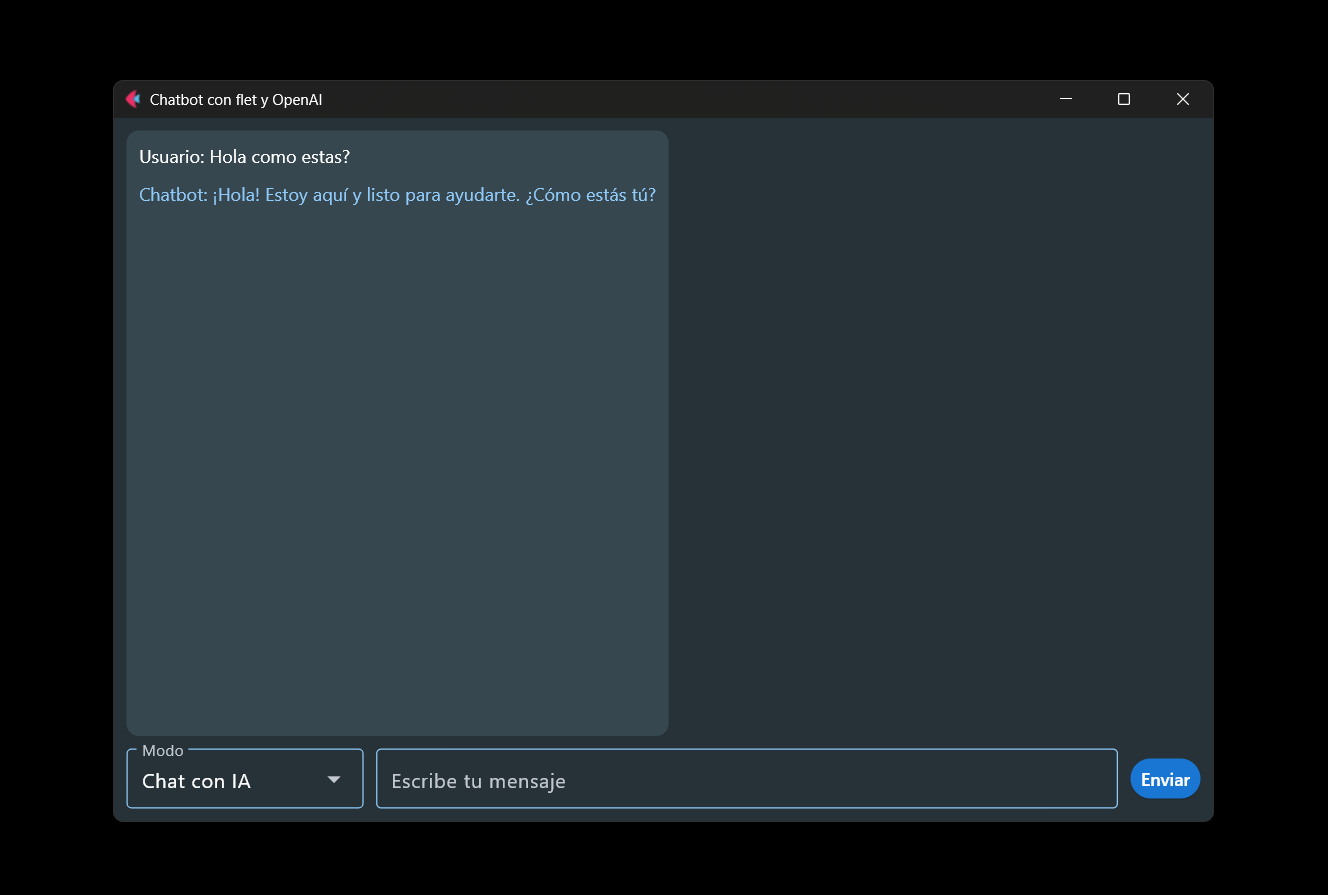 Chatbot con flet y OpenAI
Usuario: Hola como estas?
Chatbot: ¡Hola! Estoy aquí y listo para ayudarte. ¿Cómo estás tú?
Modo
Chat con IA
Escribe tu mensaje
Enviar